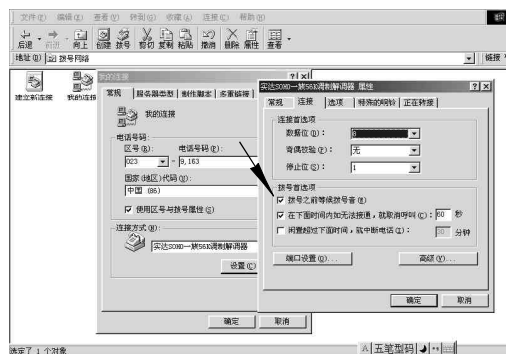 文件(F) 编辑(E) 查看(V) 转到(G) 收藏(A) 连接(C) 帮助(H)
后退 前进 向上 创建 拨号 剪切 复制 粘贴 撤消 删除 属性 查看
地址(D) 拨号网络
链接
建立新连接 我的连接
我的连接
常规 服务器类型 制作脚本 多重链接
我的连接
电话号码:
区号(R): 电话号码(P):
023 - 9,163
国家(地区)代码(U):
中国 (86)
使用区号与拨号属性(S)
连接方式(N):
实达SOHO一族56K调制解调器
设置(C)
确定 取消
实达SOHO一族56K调制解调器 属性
常规 连接 选项 特殊的响铃 正在转接
连接首选项
数据位(D): 8
奇偶校验(P): 无
停止位(S): 1
拨号首选项
拨号之前等候拨号音(W)
在下面时间内如无法接通,就取消呼叫(C): 60 秒
闲置超过下面时间,就中断电话(I): 30 分钟
端口设置(O)... 高级(V)...
确定 取消
选定了 1 个对象
五笔型码